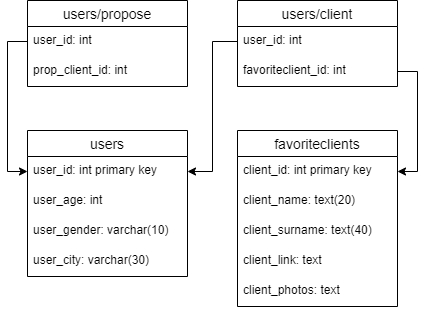 users/propose
user_id: int
prop_client_id: int
users/client
user_id: int
favoriteclient_id: int
users
user_id: int primary key
user_age: int
user_gender: varchar(10)
user_city: varchar(30)
favoriteclients
client_id: int primary key
client_name: text(20)
client_surname: text(40)
client_link: text
client_photos: text